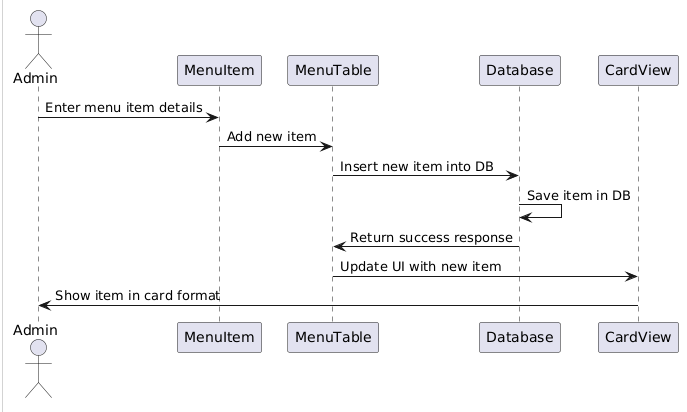 Admin
MenuItem
MenuTable
Database
CardView
Enter menu item details
Add new item
Insert new item into DB
Save item in DB
Return success response
Update UI with new item
Show item in card format
Admin
MenuItem
MenuTable
Database
CardView